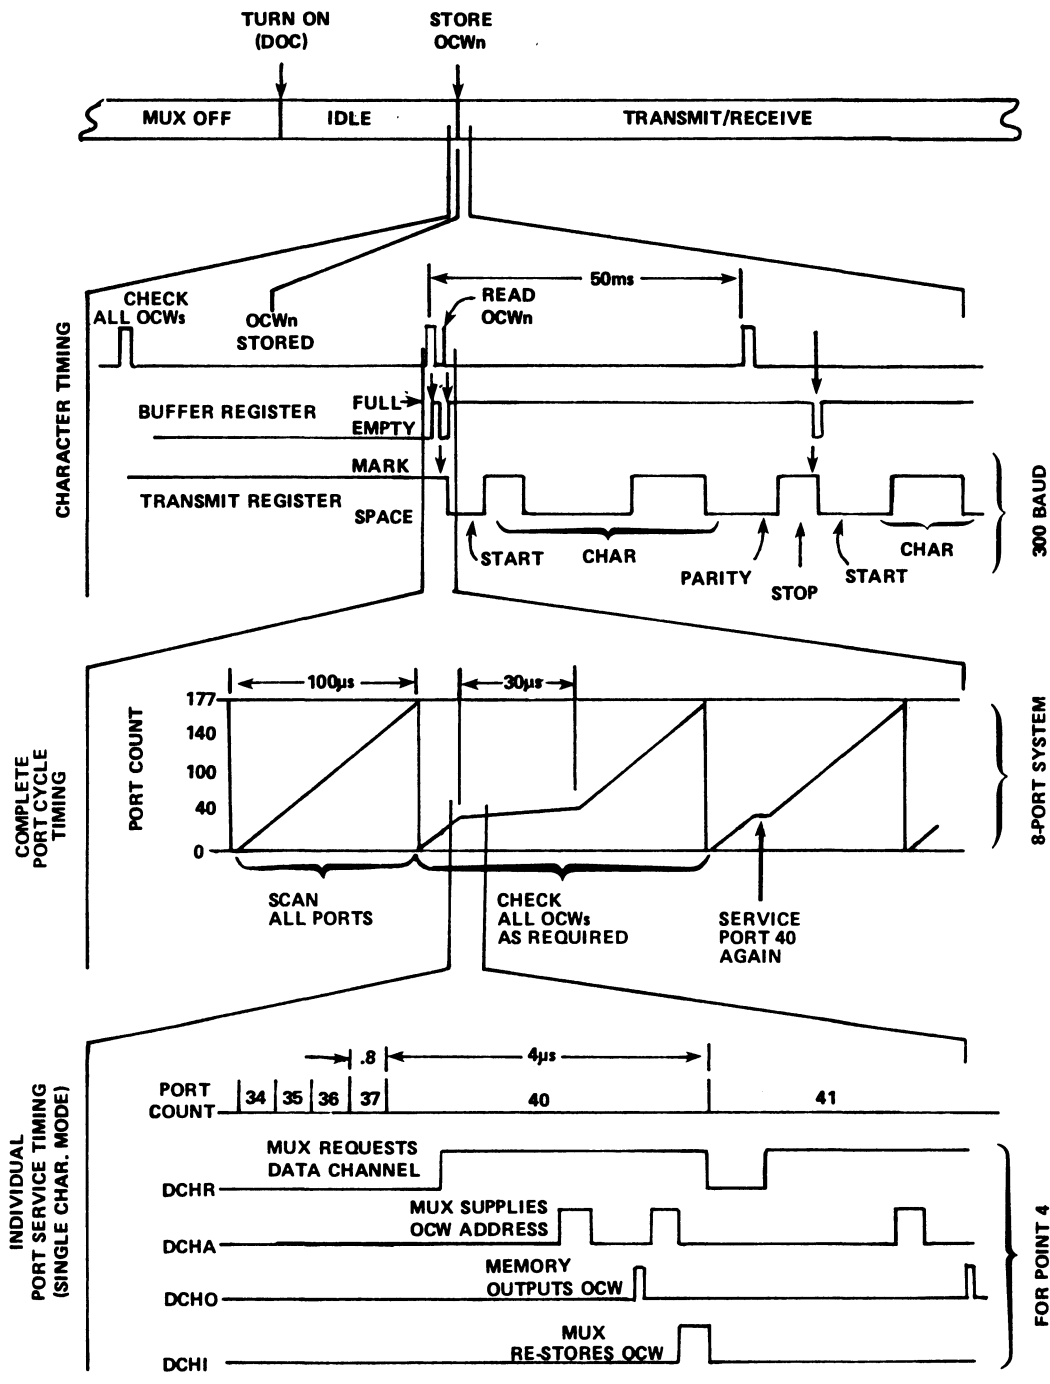 TURN ON
(DOC)
STORE
OCWn
MUX OFF
IDLE
TRANSMIT/RECEIVE
CHARACTER TIMING
50ms
CHECK
ALL OCWs
OCWn
STORED
READ
OCWn
BUFFER REGISTER
FULL
EMPTY
MARK
TRANSMIT REGISTER
SPACE
START
CHAR
PARITY
STOP
START
CHAR
300 BAUD
COMPLETE
PORT CYCLE
TIMING
PORT COUNT
177
140
100
40
0
100µs
30µs
SCAN
ALL PORTS
CHECK
ALL OCWs
AS REQUIRED
SERVICE
PORT 40
AGAIN
8-PORT SYSTEM
INDIVIDUAL
PORT SERVICE TIMING
(SINGLE CHAR. MODE)
.8
4µs
PORT
COUNT
34
35
36
37
40
41
MUX REQUESTS
DATA CHANNEL
DCHR
MUX SUPPLIES
OCW ADDRESS
DCHA
MEMORY
OUTPUTS OCW
DCHO
MUX
RE-STORES OCW
DCHI
FOR POINT 4